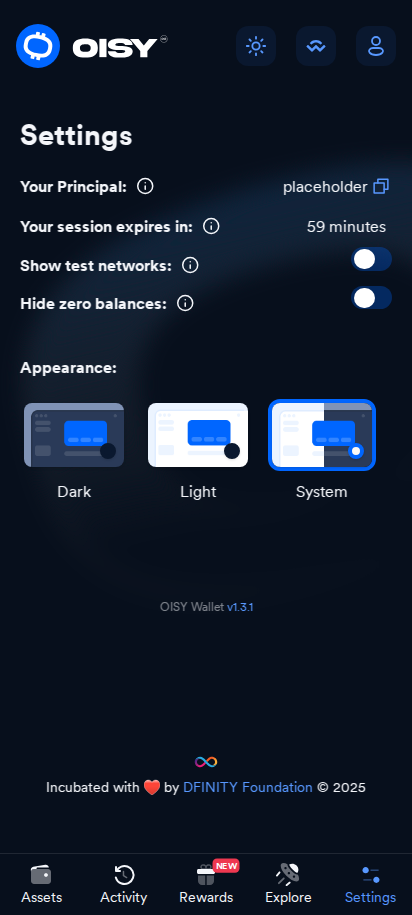 OISY
Settings
Your Principal: placeholder
Your session expires in: 59 minutes
Show test networks:
Hide zero balances:
Appearance:
Dark Light System
OISY Wallet v1.3.1
Incubated with ❤️ by DFINITY Foundation © 2025
NEW
Assets Activity Rewards Explore Settings